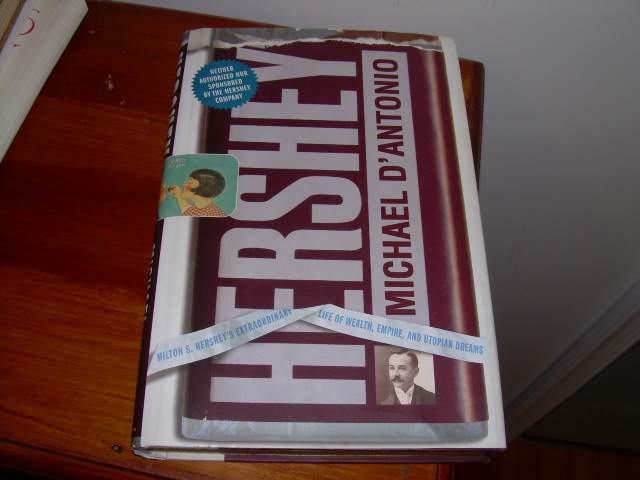 NEITHER
AUTHORIZED NOR
SPONSORED
BY THE HERSHEY
COMPANY
HERSHEY
MICHAEL D'ANTONIO
MILTON S. HERSHEY'S EXTRAORDINARY
LIFE OF WEALTH, EMPIRE, AND UTOPIAN DREAMS